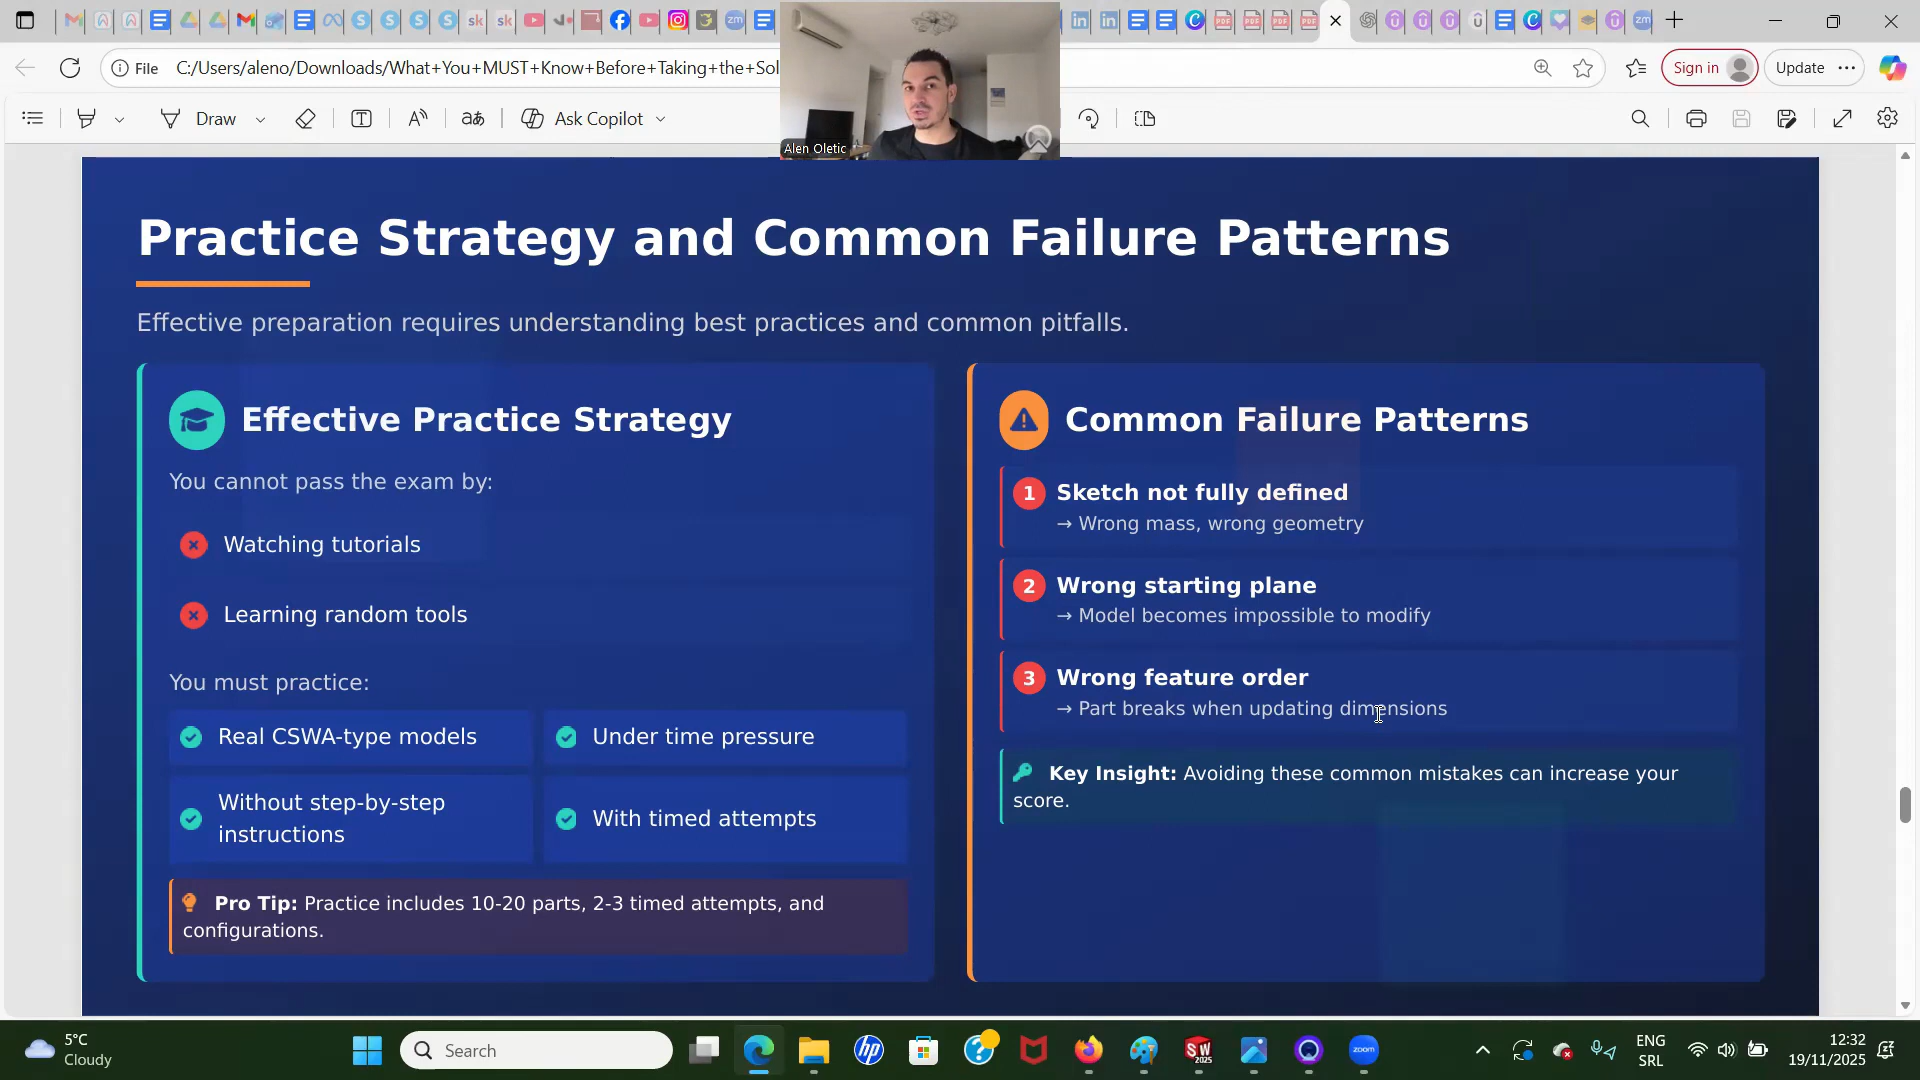 File
C:/Users/aleno/Downloads/What+You+MUST+Know+Before+Taking+the+Sol
Sign in
Update
Draw
Ask Copilot
Alen Oletic
Practice Strategy and Common Failure Patterns
Effective preparation requires understanding best practices and common pitfalls.
Effective Practice Strategy
You cannot pass the exam by:
Watching tutorials
Learning random tools
You must practice:
Real CSWA-type models
Under time pressure
Without step-by-step
instructions
With timed attempts
Pro Tip: Practice includes 10-20 parts, 2-3 timed attempts, and
configurations.
Common Failure Patterns
1 Sketch not fully defined
→ Wrong mass, wrong geometry
2 Wrong starting plane
→ Model becomes impossible to modify
3 Wrong feature order
→ Part breaks when updating dimensions
Key Insight: Avoiding these common mistakes can increase your
score.
5°C
Cloudy
Search
hp
SW
2025
zoom
ENG
SRL
12:32
19/11/2025